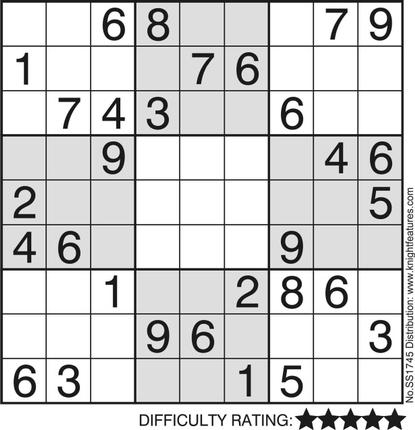 6 8 7 9
1 7 6
7 4 3 6
9 4 6
2 5
4 6 9
1 2 8 6
9 6 3
6 3 1 5
No.SS1745 Distribution: www.knightfeatures.com
DIFFICULTY RATING: ★★★★★